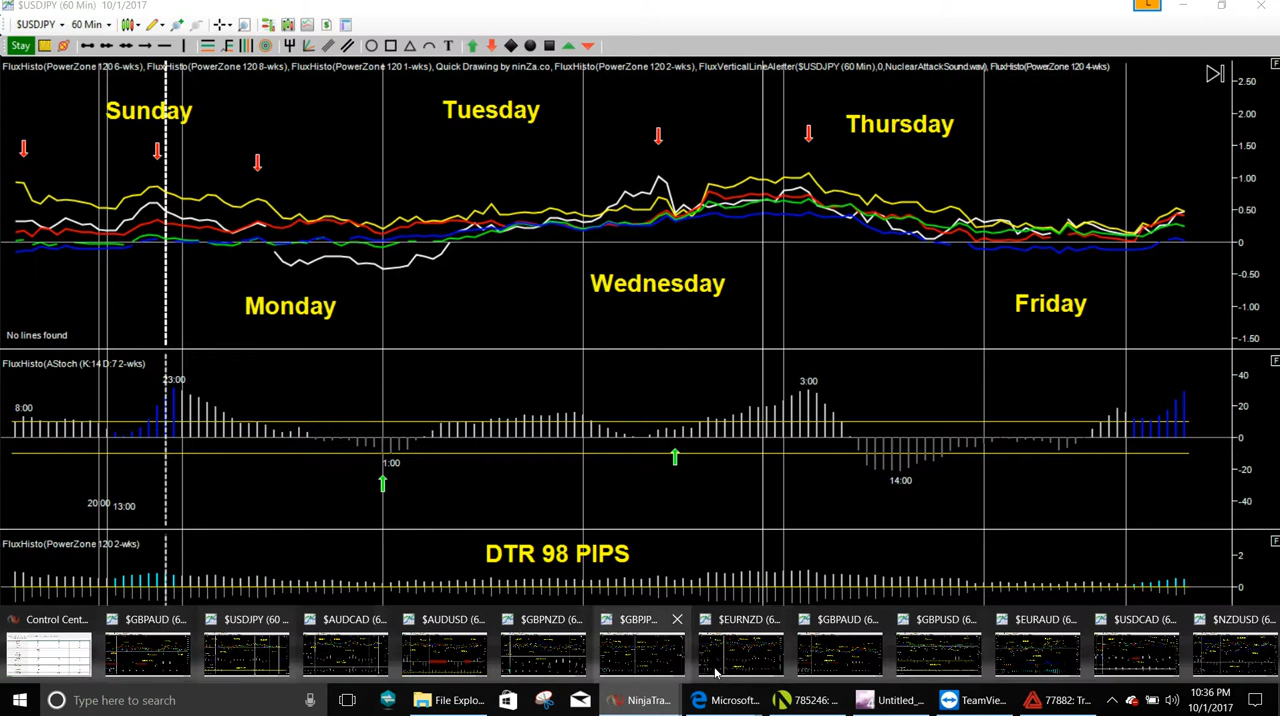 $USDJPY (60 Min) 10/1/2017
$USDJPY 60 Min
Stay T
FluxHisto(PowerZone 120 6-wks), FluxHisto(PowerZone 120 8-wks), FluxHisto(PowerZone 120 1-wks), Quick Drawing by ninZa.co, FluxHisto(PowerZone 120 2-wks), FluxVerticalLineAlerter($USDJPY (60 Min),0,NuclearAttackSound.wav), FluxHisto(PowerZone 120 4-wks)
F
2.50
Sunday Tuesday Thursday
2.00
1.50
1.00
0.50
0
Wednesday
-0.50
Monday Friday
-1.00
No lines found
-1.50
FluxHisto(AStoch (K:14 D:7 2-wks)
F
23:00 3:00
40
8:00
20
0
1:00
-20
14:00
20:00 13:00
-40
FluxHisto(PowerZone 120 2-wks)
F
DTR 98 PIPS
2
0
Control Cent... $GBPAUD (6... $USDJPY (60 ... $AUDCAD (6... $AUDUSD (6... $GBPNZD (6... $GBPJP... $EURNZD (6... $GBPAUD (6... $GBPUSD (6... $EURAUD (6... $USDCAD (6... $NZDUSD (6...
Type here to search File Explo... NinjaTra... Microsoft... 785246: ... Untitled_... TeamVie... 77882: Tr...
10:36 PM
10/1/2017